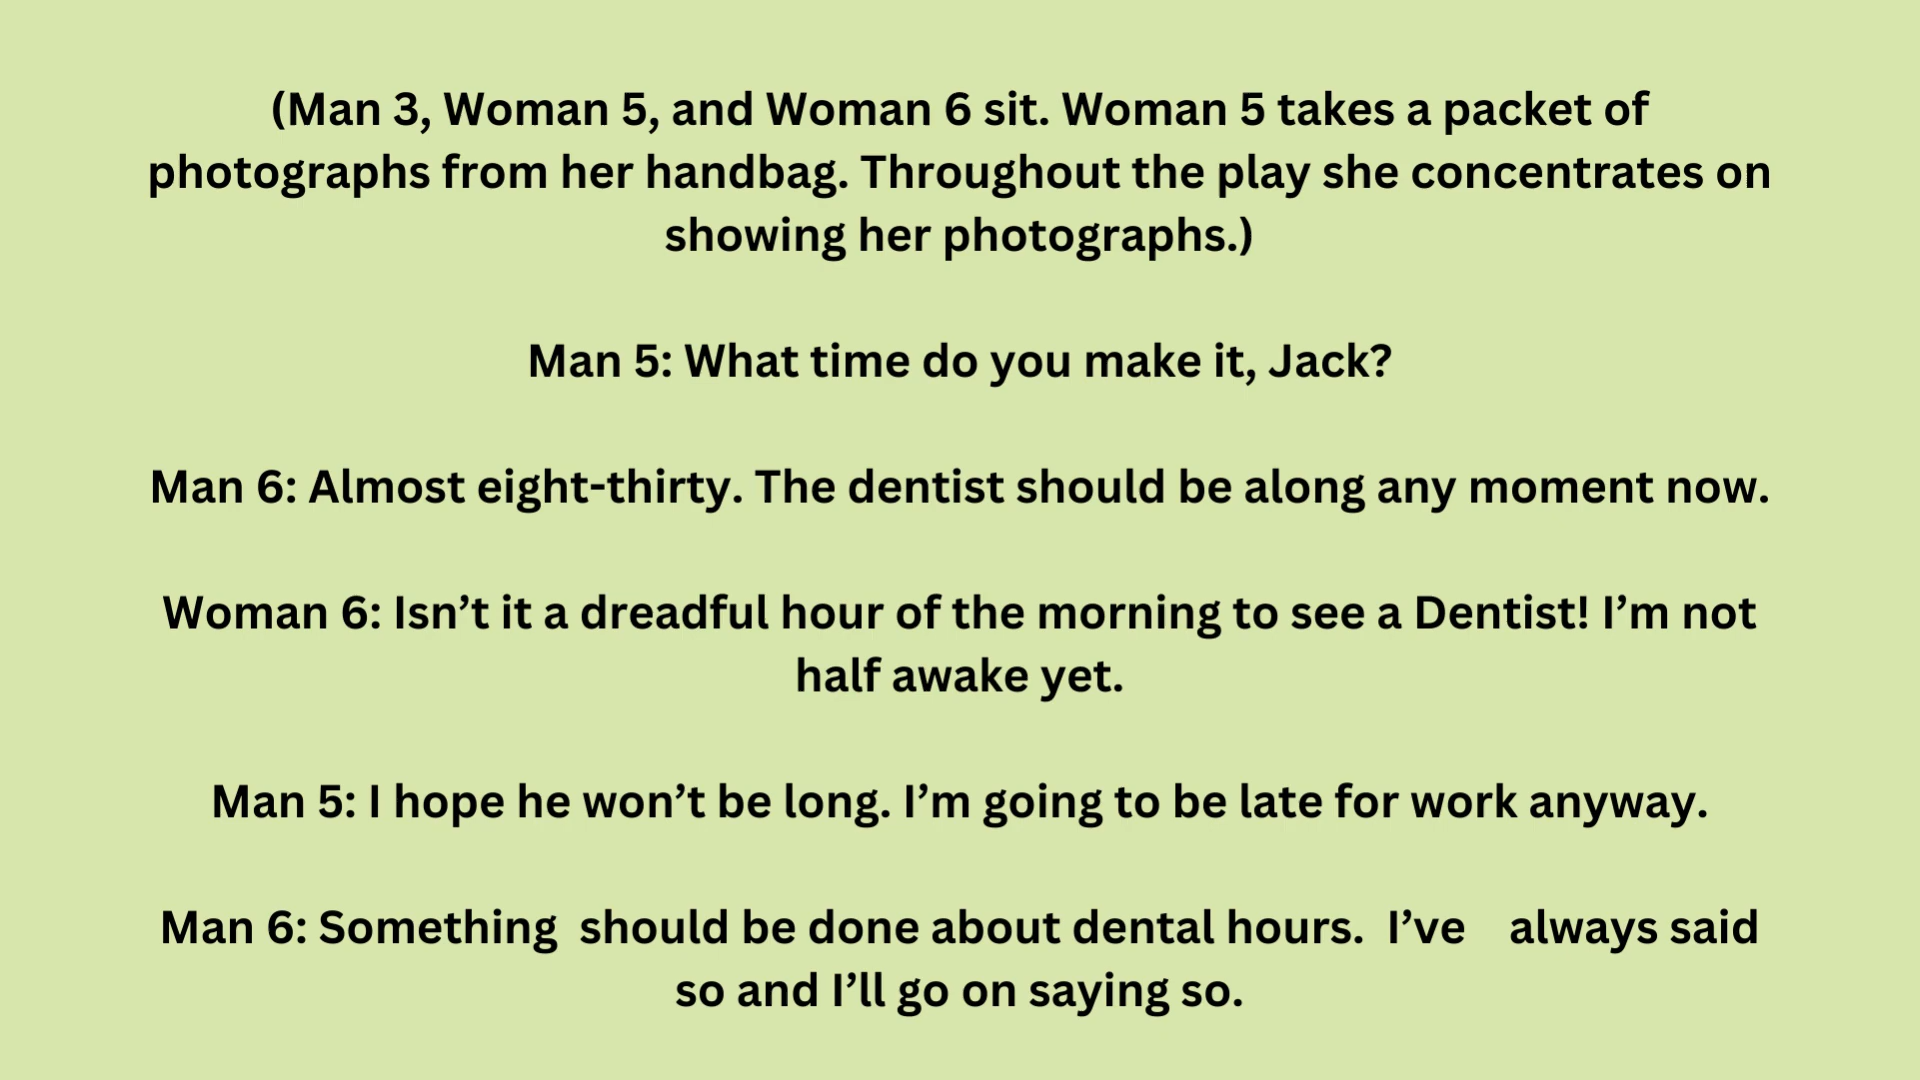 (Man 3, Woman 5, and Woman 6 sit. Woman 5 takes a packet of
photographs from her handbag. Throughout the play she concentrates on
showing her photographs.)
Man 5: What time do you make it, Jack?
Man 6: Almost eight-thirty. The dentist should be along any moment now.
Woman 6: Isn’t it a dreadful hour of the morning to see a Dentist! I’m not
half awake yet.
Man 5: I hope he won’t be long. I’m going to be late for work anyway.
Man 6: Something  should be done about dental hours.  I’ve   always said
so and I’ll go on saying so.